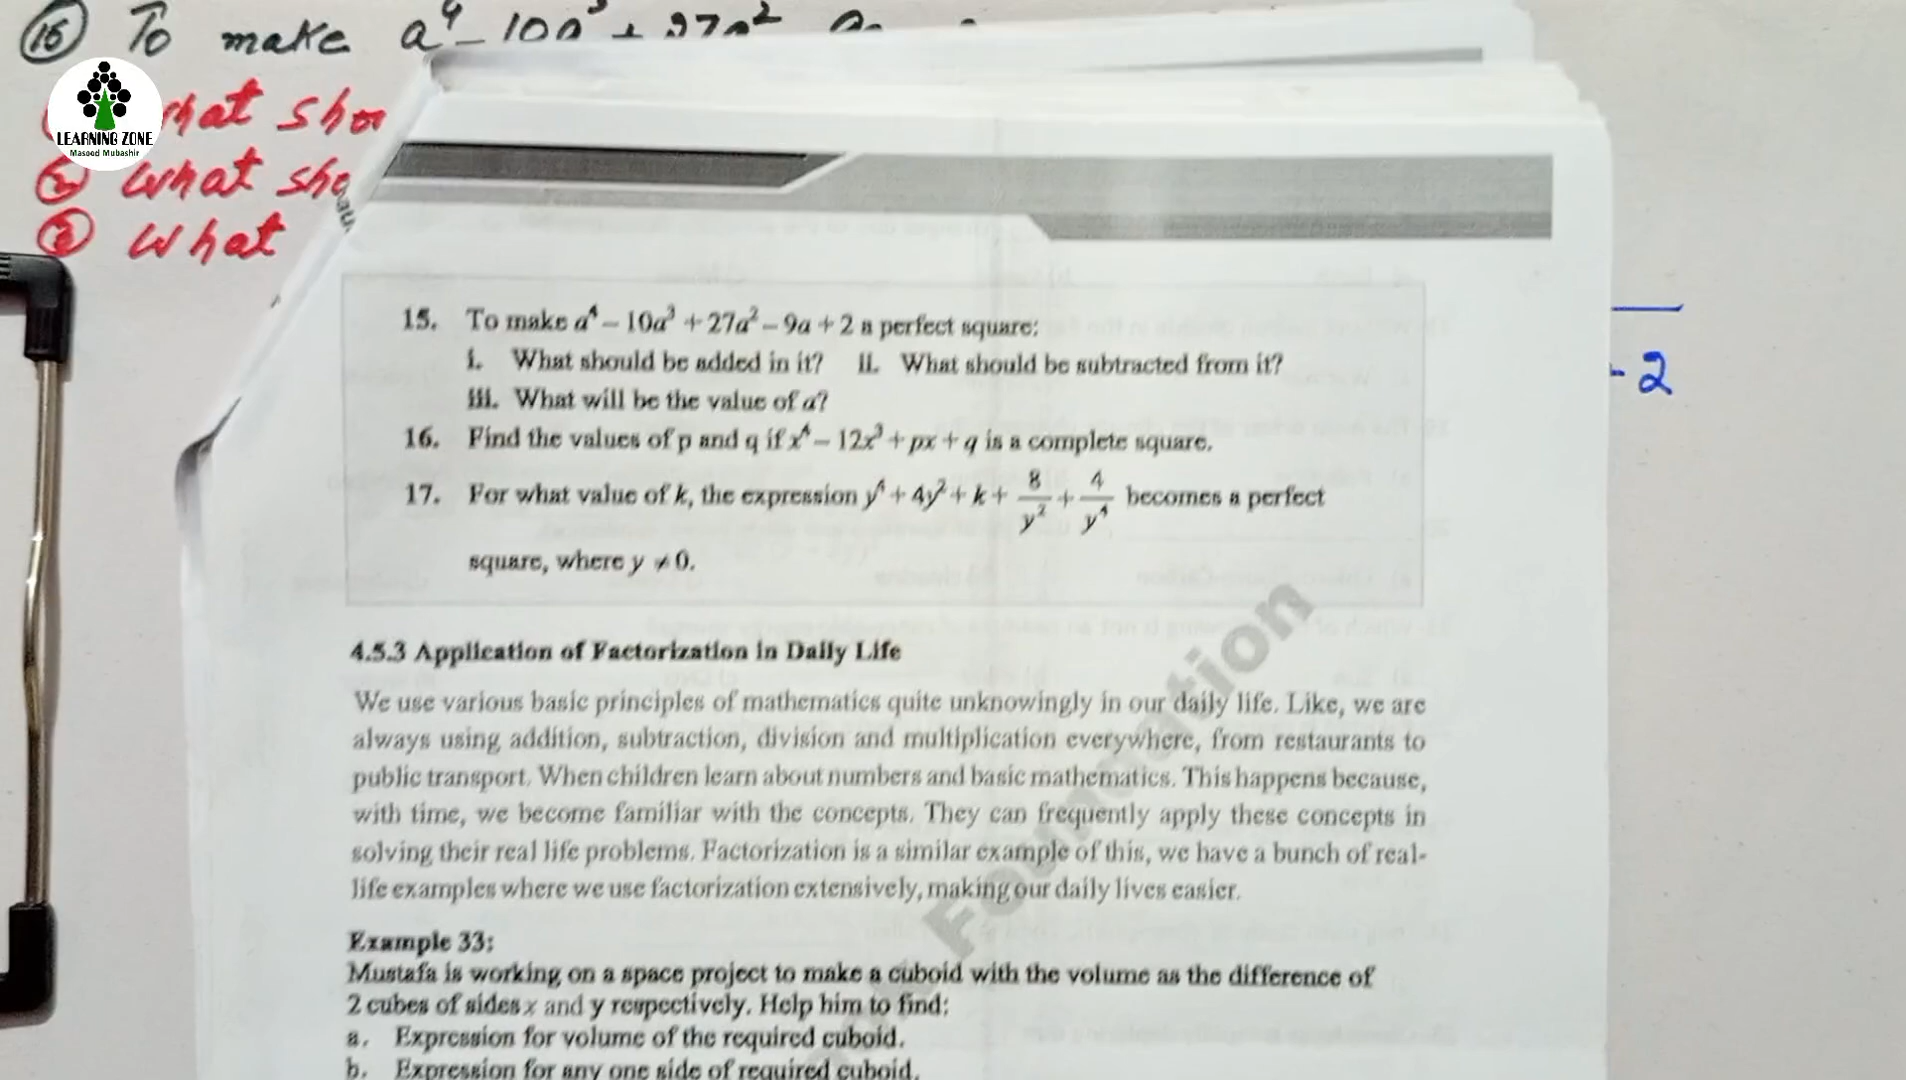 15 To make a⁴ - 10a³ + 27a²
LEARNING ZONE
Masood Mubashir
What
What
What
- 2
15. To make a⁴ – 10a³ + 27a² – 9a + 2 a perfect square:
i. What should be added in it? ii. What should be subtracted from it?
iii. What will be the value of a?
16. Find the values of p and q if x⁴ – 12x³ + px + q is a complete square.
17. For what value of k, the expression y⁴ + 4y² + k + 8/y² + 4/y⁴ becomes a perfect
square, where y ≠ 0.
4.5.3 Application of Factorization in Daily Life
We use various basic principles of mathematics quite unknowingly in our daily life. Like, we are
always using addition, subtraction, division and multiplication everywhere, from restaurants to
public transport. When children learn about numbers and basic mathematics. This happens because,
with time, we become familiar with the concepts. They can frequently apply these concepts in
solving their real life problems. Factorization is a similar example of this, we have a bunch of real-
life examples where we use factorization extensively, making our daily lives easier.
Example 33:
Mustafa is working on a space project to make a cuboid with the volume as the difference of
2 cubes of sides x and y respectively. Help him to find:
a. Expression for volume of the required cuboid.
b. Expression for any one side of required cuboid.
Foundation